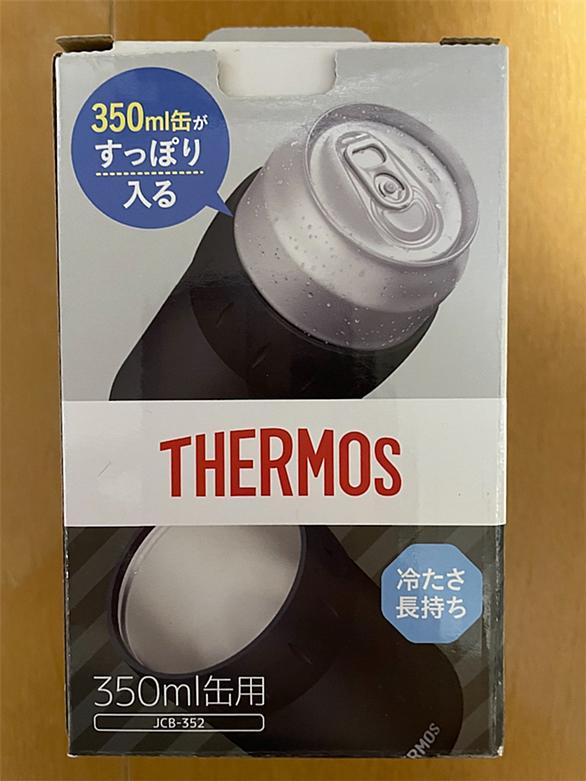 350ml缶が
すっぽり
入る
THERMOS
冷たさ
長持ち
350ml缶用
JCB-352
THERMOS